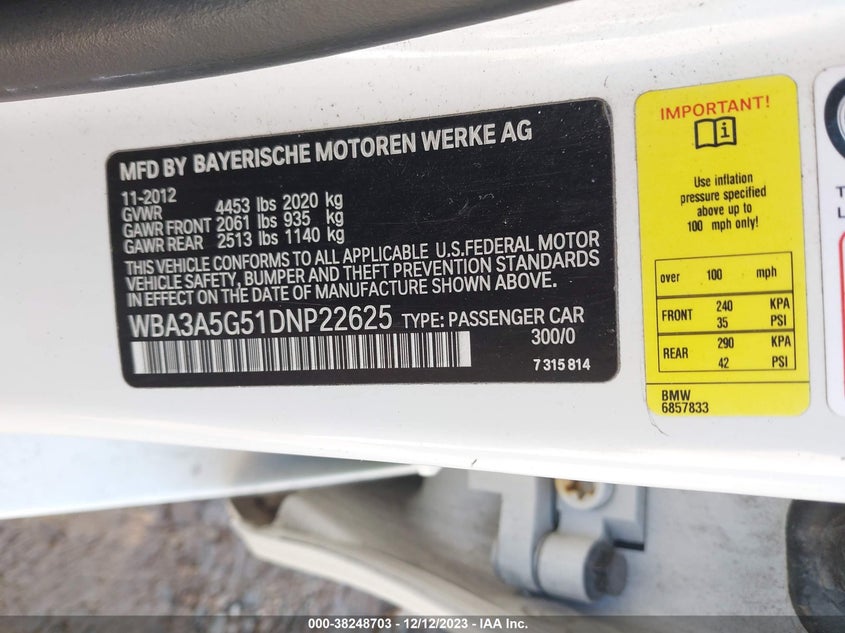 MFD BY BAYERISCHE MOTOREN WERKE AG
11-2012
GVWR 4453 lbs 2020 kg
GAWR FRONT 2061 lbs 935 kg
GAWR REAR 2513 lbs 1140 kg
THIS VEHICLE CONFORMS TO ALL APPLICABLE U.S.FEDERAL MOTOR
VEHICLE SAFETY, BUMPER AND THEFT PREVENTION STANDARDS
IN EFFECT ON THE DATE OF MANUFACTURE SHOWN ABOVE.
WBA3A5G51DNP22625 TYPE: PASSENGER CAR
300/0
7 315 814
IMPORTANT!
i
Use inflation
pressure specified
above up to
100 mph only!
over 100 mph
FRONT 240 KPA
35 PSI
REAR 290 KPA
42 PSI
BMW
6857833
T
L
000-38248703 - 12/12/2023 - IAA Inc.